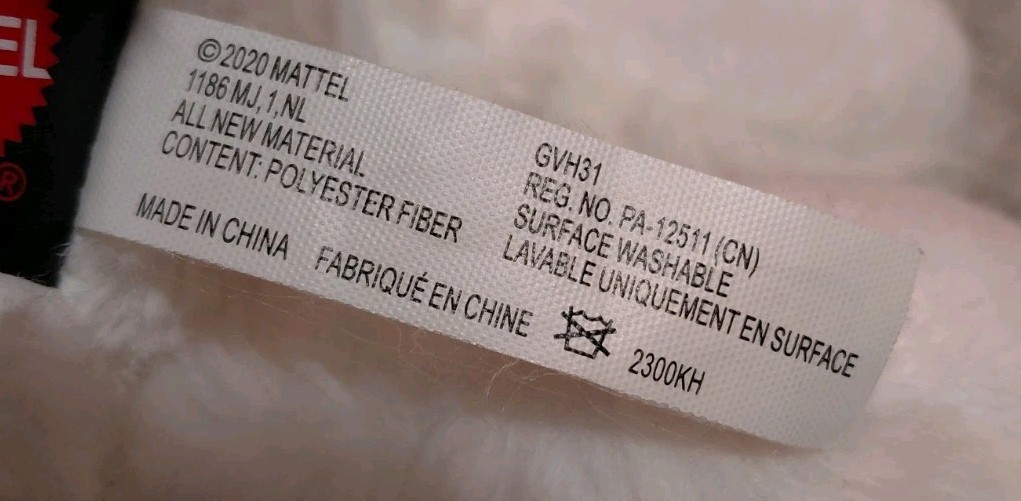 EL
®
©2020 MATTEL
1186 MJ,1,NL
ALL NEW MATERIAL
CONTENT: POLYESTER FIBER
MADE IN CHINA FABRIQUÉ EN CHINE
GVH31
REG. NO. PA-12511 (CN)
SURFACE WASHABLE
LAVABLE UNIQUEMENT EN SURFACE
2300KH